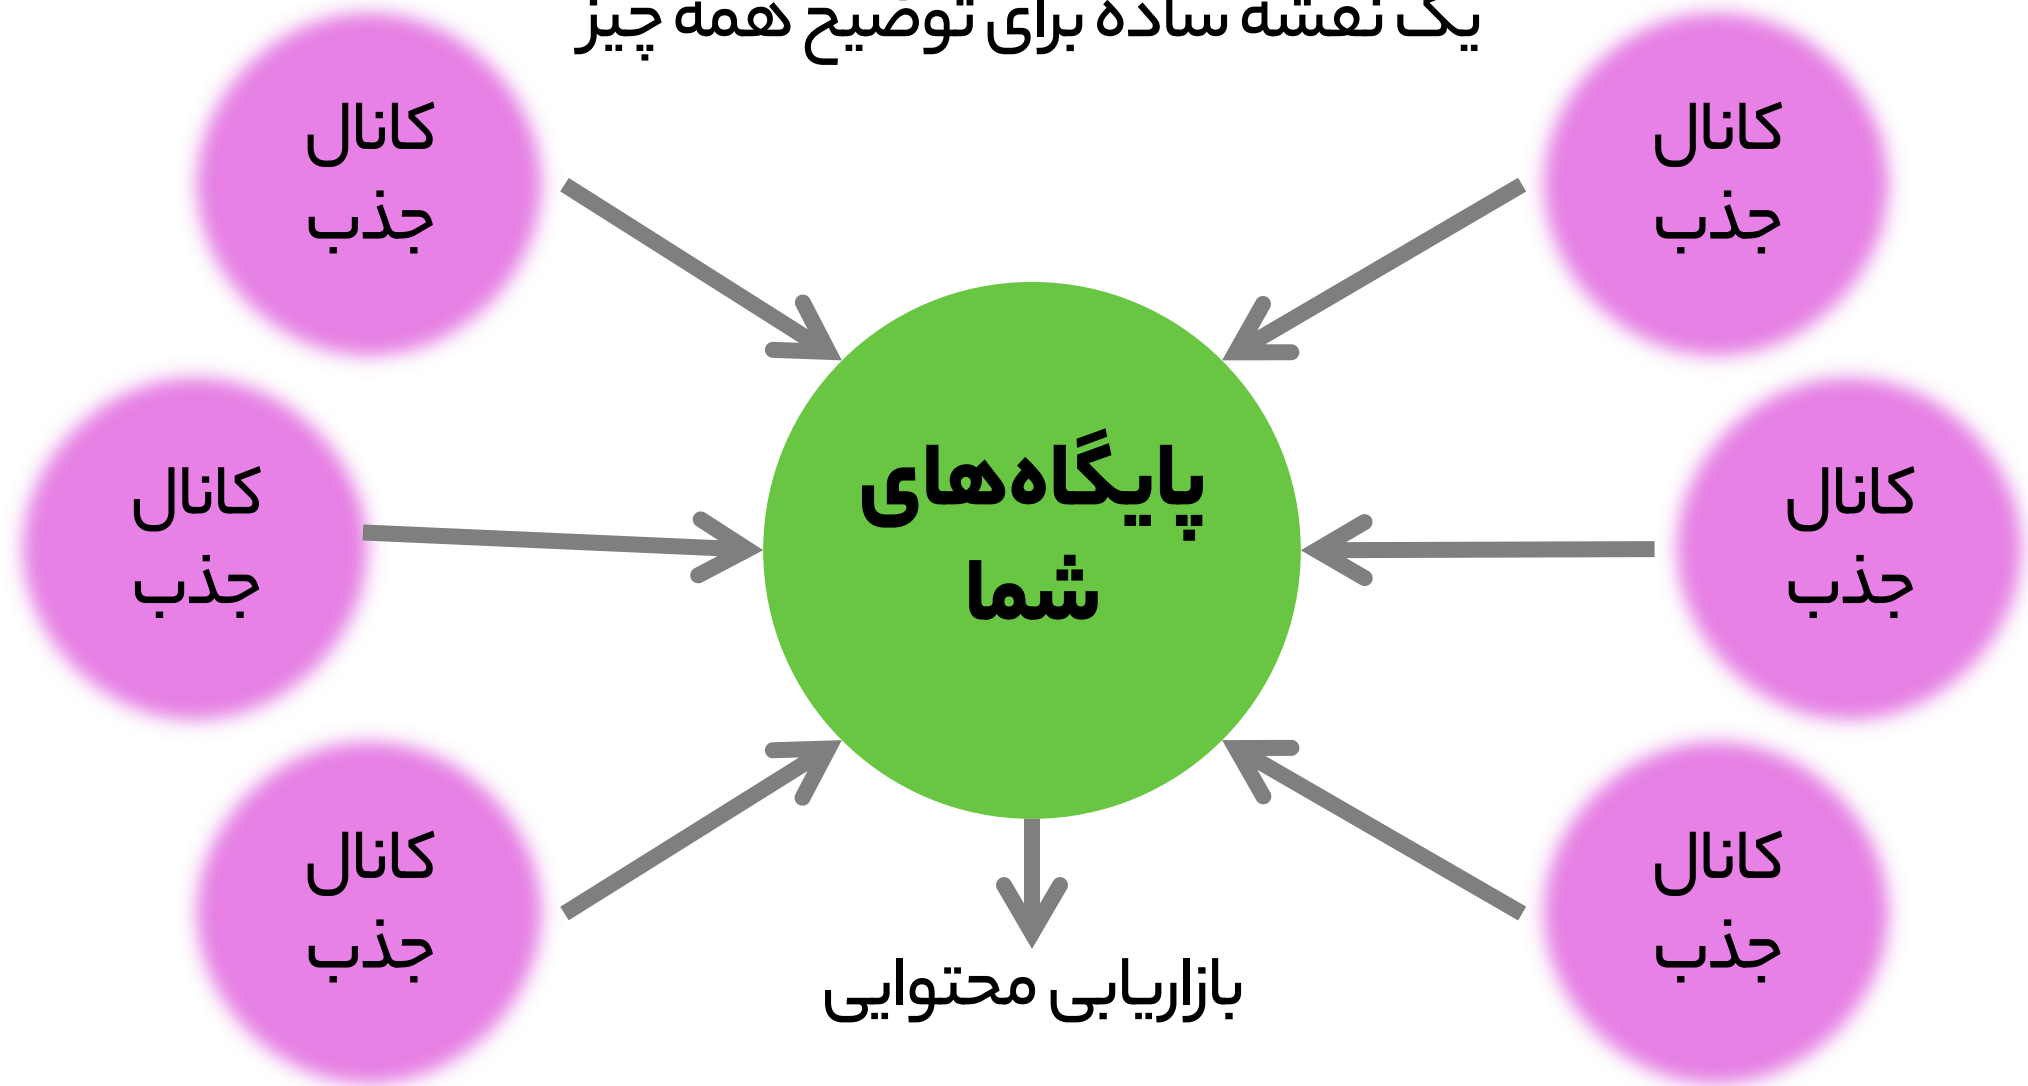 یک نقشه ساده برای توضیح همه چیز
کانال
جذب
کانال
جذب
کانال
جذب
پایگاه‌های
شما
کانال
جذب
کانال
جذب
کانال
جذب
بازاریابی محتوایی